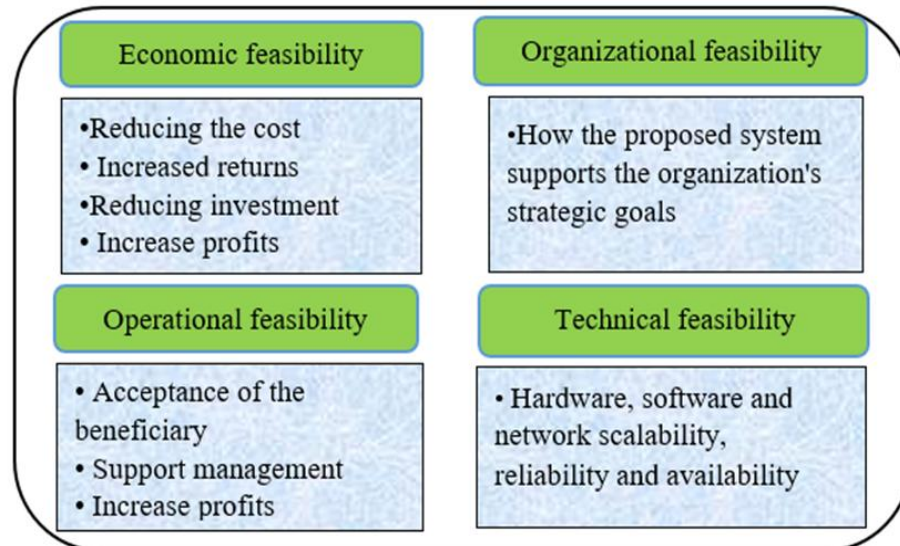 Economic feasibility
•Reducing the cost
• Increased returns
•Reducing investment
• Increase profits
Organizational feasibility
•How the proposed system
supports the organization's
strategic goals
Operational feasibility
• Acceptance of the
beneficiary
• Support management
• Increase profits
Technical feasibility
• Hardware, software and
network scalability,
reliability and availability